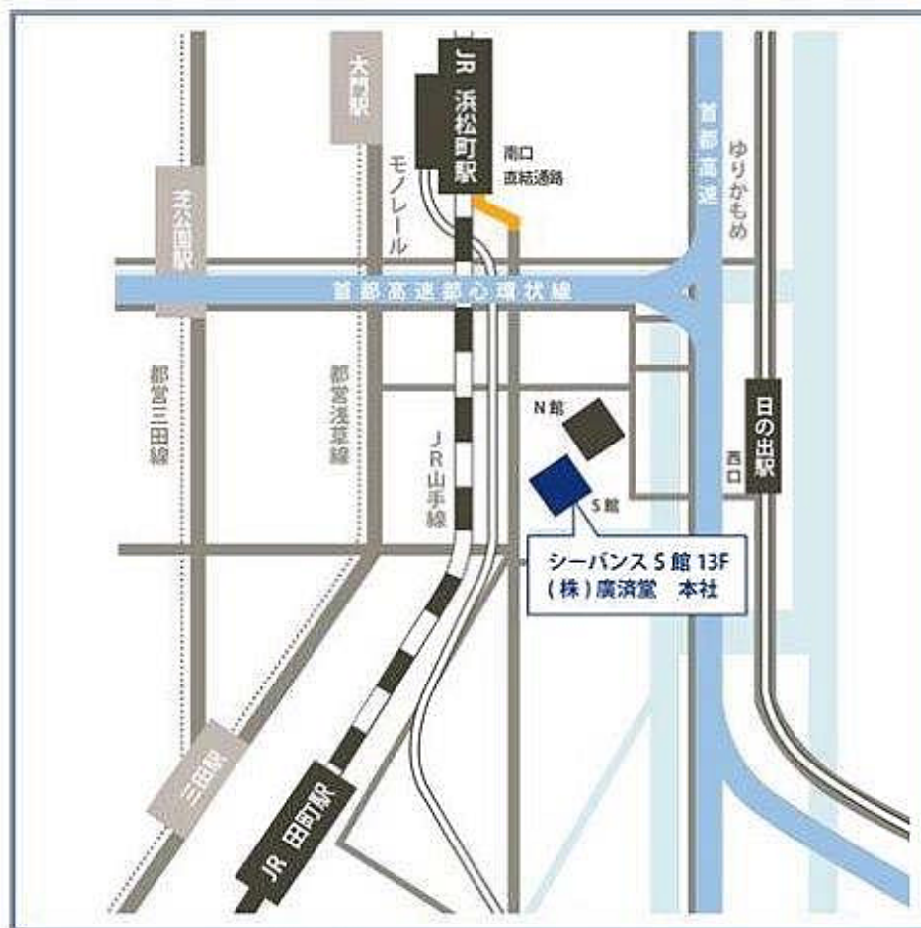 大門駅
JR 浜松町駅
南口
直結通路
首都高速
ゆりかもめ
モノレール
芝公園駅
首都高速都心環状線
都営三田線
都営浅草線
JR山手線
N館
日の出駅
西口
S館
シーバンス S 館 13F
(株)廣済堂 本社
三田駅
JR 田町駅